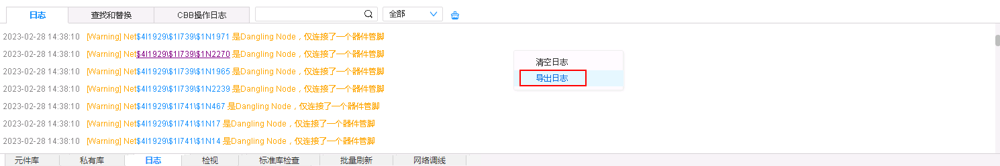 日志 查找和替换 CBB操作日志 全部
2023-02-28 14:38:10 [Warning] Net$4I1929\$1I739\$1N1971 是Dangling Node，仅连接了一个器件管脚
2023-02-28 14:38:10 [Warning] Net$4I1929\$1I739\$1N2270 是Dangling Node，仅连接了一个器件管脚
清空日志
2023-02-28 14:38:10 [Warning] Net$4I1929\$1I739\$1N1965 是Dangling Node，仅连接了一个器件管脚
导出日志
2023-02-28 14:38:10 [Warning] Net$4I1929\$1I739\$1N2239 是Dangling Node，仅连接了一个器件管脚
2023-02-28 14:38:10 [Warning] Net$4I1929\$1I741\$1N467 是Dangling Node，仅连接了一个器件管脚
2023-02-28 14:38:10 [Warning] Net$4I1929\$1I741\$1N17 是Dangling Node，仅连接了一个器件管脚
2023-02-28 14:38:10 [Warning] Net$4I1929\$1I741\$1N14 是Dangling Node，仅连接了一个器件管脚
元件库 私有库 日志 检视 标准库检查 批量刷新 网络调线